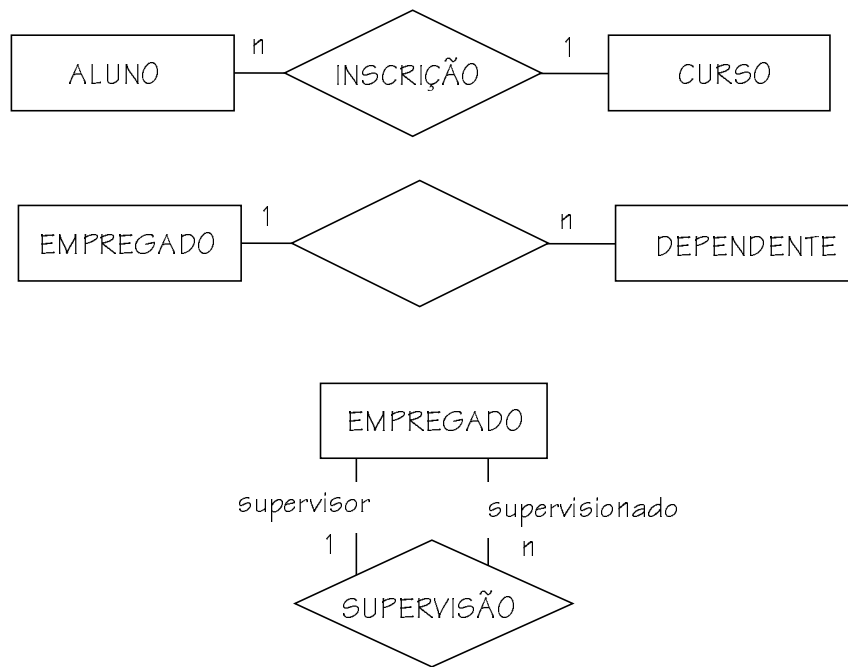 n 1
ALUNO INSCRIÇÃO CURSO
1 n
EMPREGADO DEPENDENTE
EMPREGADO
supervisor supervisionado
1 n
SUPERVISÃO